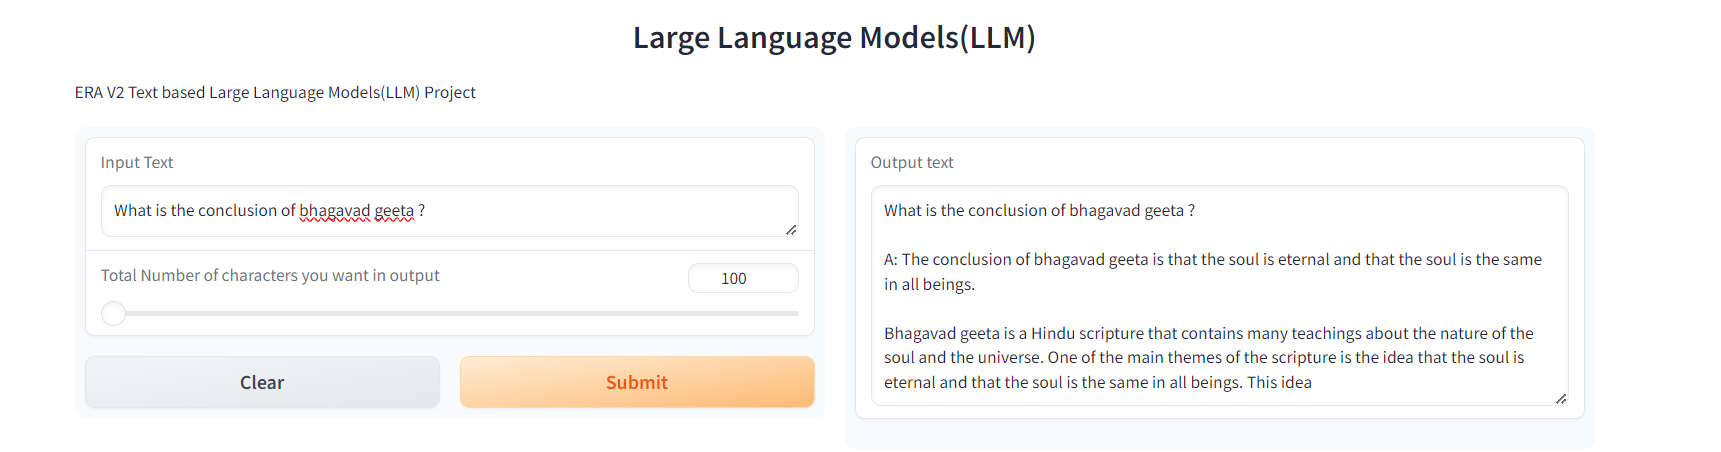 Large Language Models(LLM)
ERA V2 Text based Large Language Models(LLM) Project
Input Text
What is the conclusion of bhagavad geeta ?
Total Number of characters you want in output
100
Clear
Submit
Output text
What is the conclusion of bhagavad geeta ?
A: The conclusion of bhagavad geeta is that the soul is eternal and that the soul is the same
in all beings.
Bhagavad geeta is a Hindu scripture that contains many teachings about the nature of the
soul and the universe. One of the main themes of the scripture is the idea that the soul is
eternal and that the soul is the same in all beings. This idea